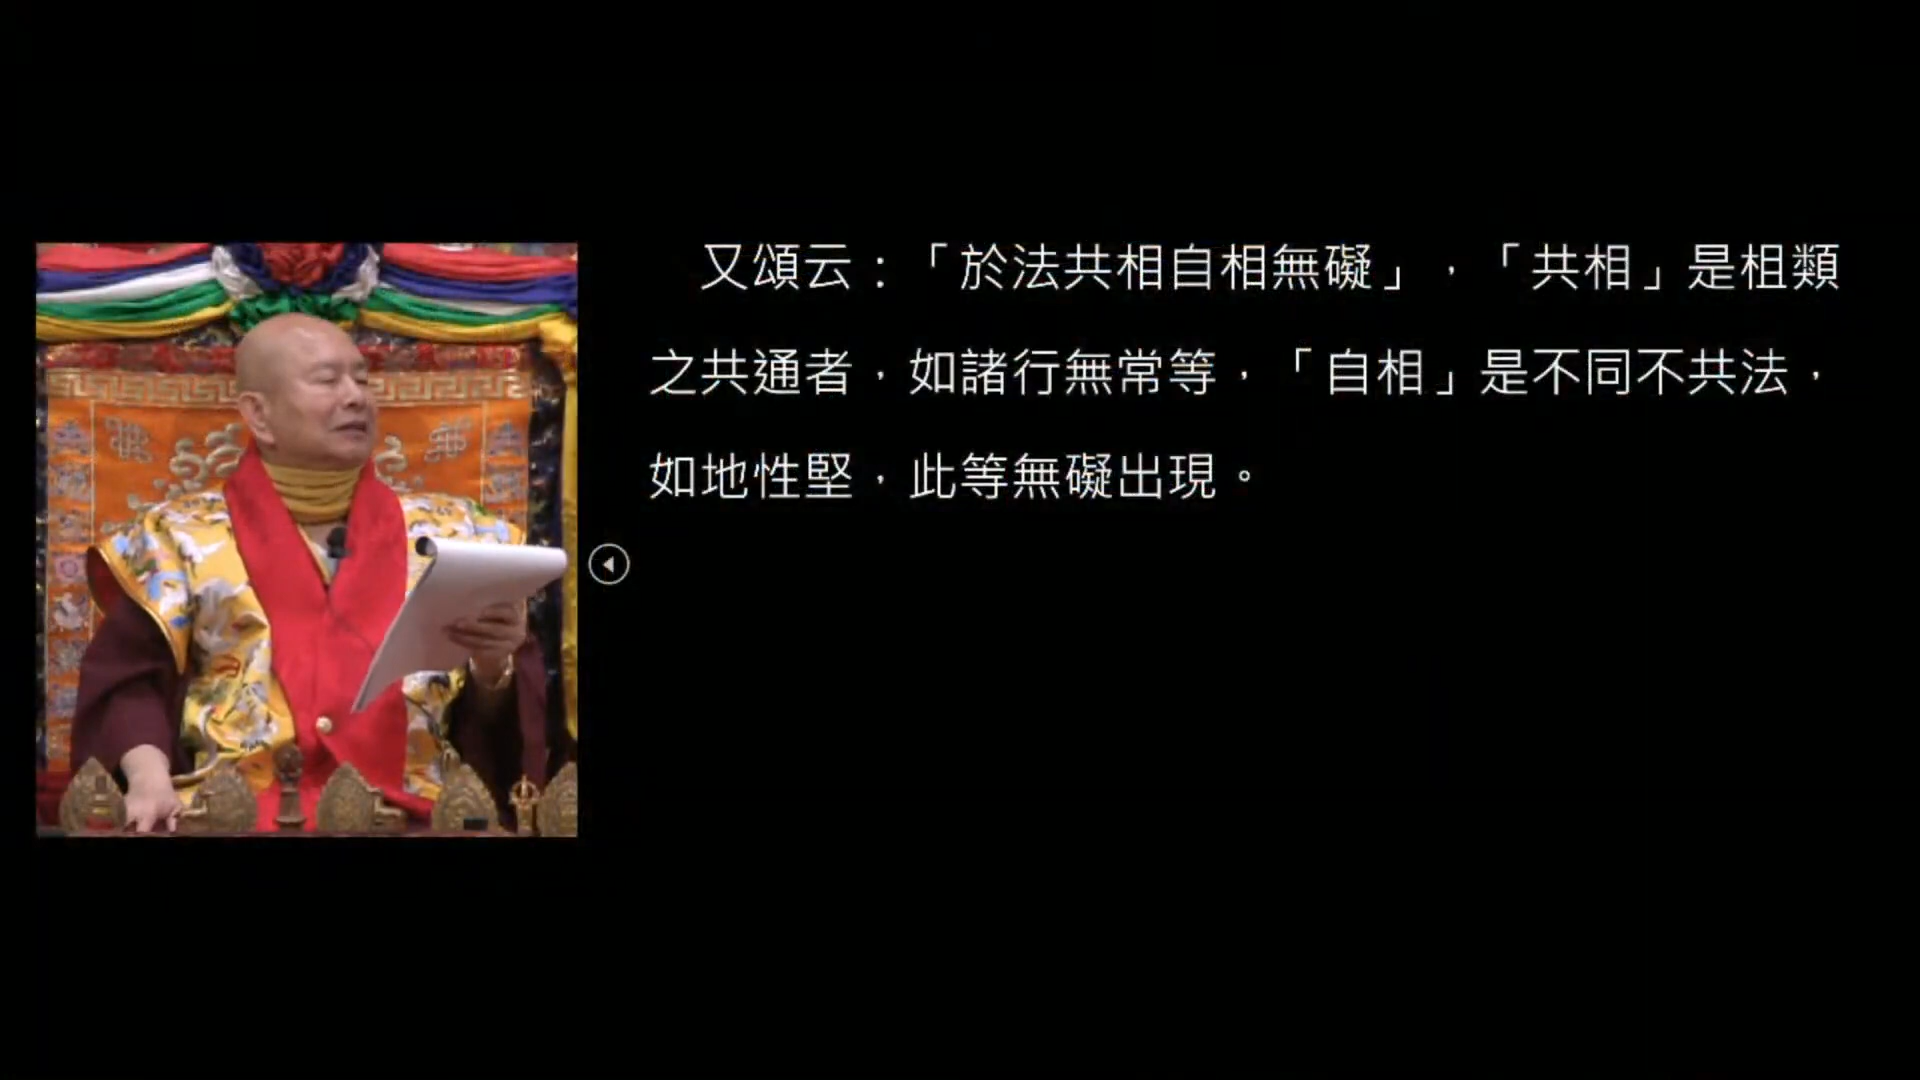 又頌云：「於法共相自相無礙」，「共相」是祖類
之共通者，如諸行無常等，「自相」是不同不共法，
如地性堅，此等無礙出現。